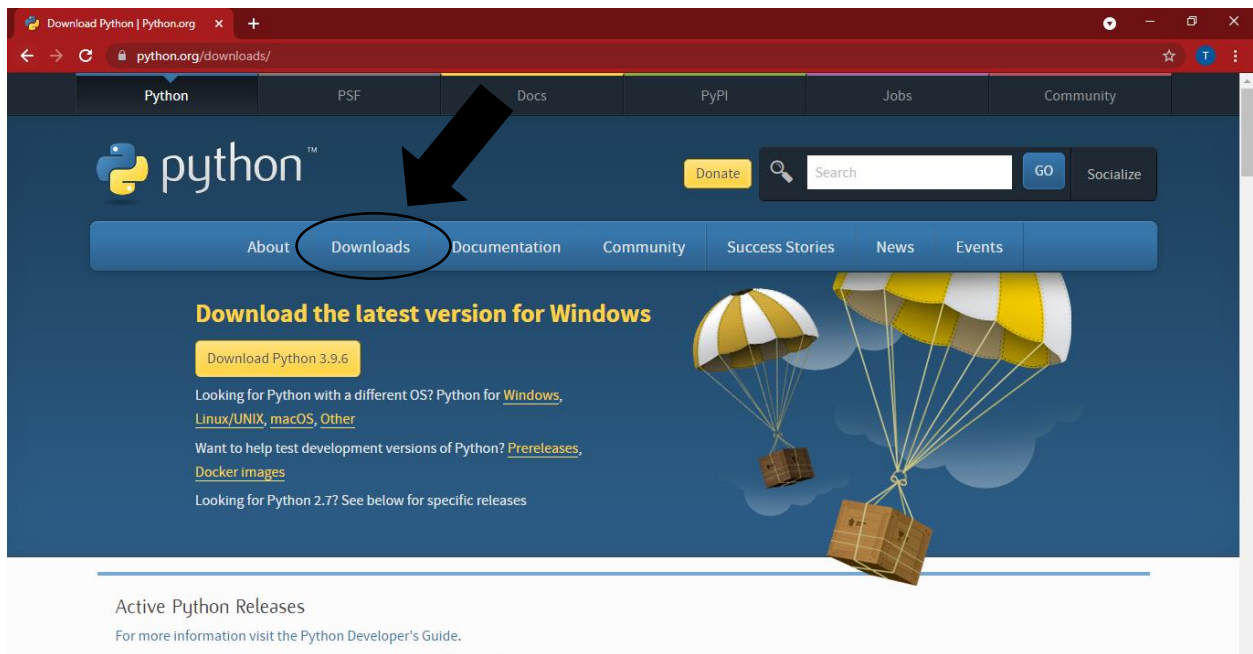 Download Python | Python.org
python.org/downloads/
T
Python PSF Docs PyPI Jobs Community
python™
Donate Search GO Socialize
About Downloads Documentation Community Success Stories News Events
Download the latest version for Windows
Download Python 3.9.6
Looking for Python with a different OS? Python for Windows,
Linux/UNIX, macOS, Other
Want to help test development versions of Python? Prereleases,
Docker images
Looking for Python 2.7? See below for specific releases
Active Python Releases
For more information visit the Python Developer's Guide.